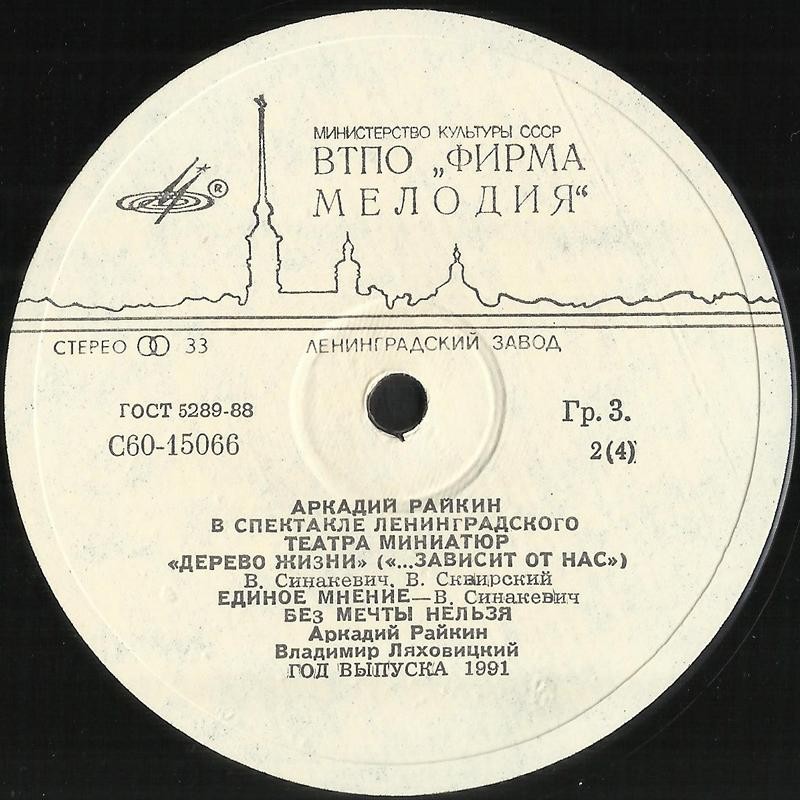 МИНИСТЕРСТВО КУЛЬТУРЫ СССР
ВТПО „ФИРМА
МЕЛОДИЯ“
®
СТЕРЕО 33
ЛЕНИНГРАДСКИЙ ЗАВОД
ГОСТ 5289-88
Гр. 3.
С60-15066
2(4)
АРКАДИЙ РАЙКИН
В СПЕКТАКЛЕ ЛЕНИНГРАДСКОГО
ТЕАТРА МИНИАТЮР
«ДЕРЕВО ЖИЗНИ» («...ЗАВИСИТ ОТ НАС»)
В. Синакевич, В. Сквирский
ЕДИНОЕ МНЕНИЕ—В. Синакевич
БЕЗ МЕЧТЫ НЕЛЬЗЯ
Аркадий Райкин
Владимир Ляховицкий
ГОД ВЫПУСКА 1991